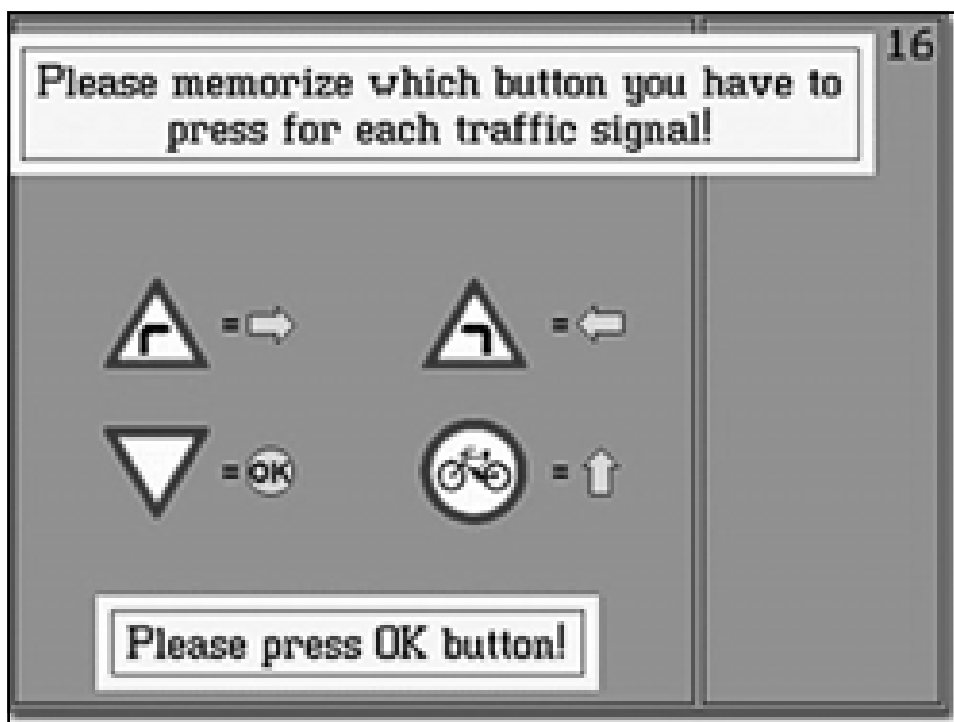 16
Please memorize which button you have to
press for each traffic signal!
=
=
= OK
=
Please press OK button!